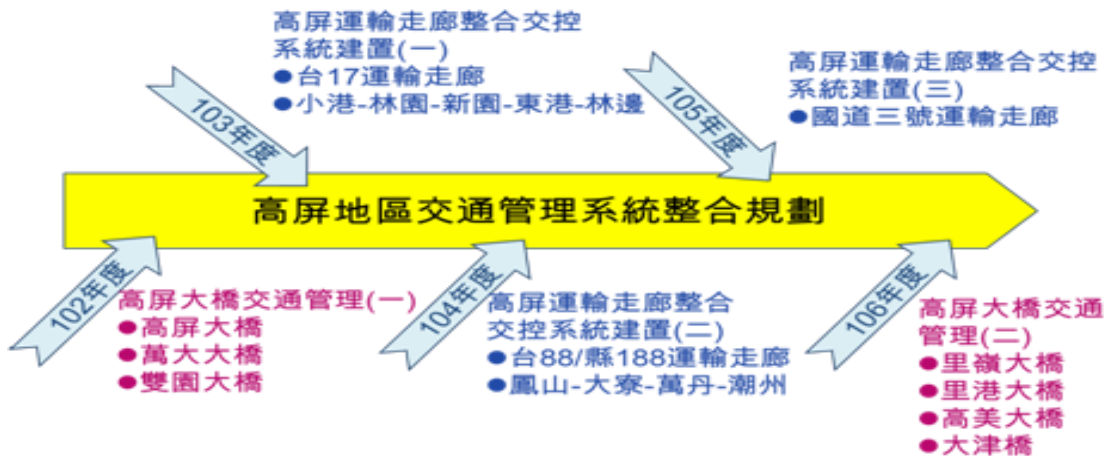 高屏運輸走廊整合交控
系統建置(一)
●台17運輸走廊
●小港-林園-新園-東港-林邊
103年度
高屏運輸走廊整合交控
系統建置(三)
●國道三號運輸走廊
105年度
高屏地區交通管理系統整合規劃
102年度
高屏大橋交通管理(一)
●高屏大橋
●萬大大橋
●雙園大橋
104年度
高屏運輸走廊整合
交控系統建置(二)
●台88/縣188運輸走廊
●鳳山-大寮-萬丹-潮州
106年度
高屏大橋交通
管理(二)
●里嶺大橋
●里港大橋
●高美大橋
●大津橋